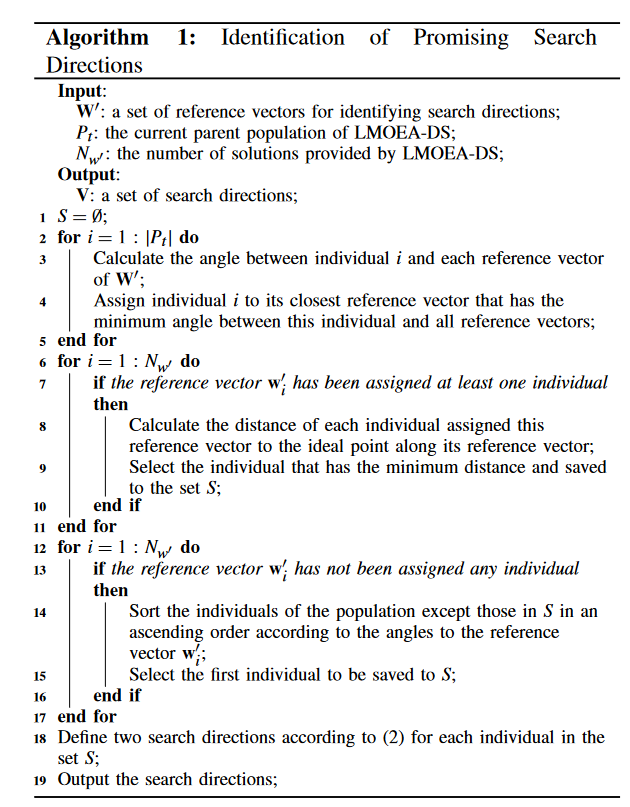 Algorithm 1: Identification of Promising Search
Directions
Input:
W′: a set of reference vectors for identifying search directions;
P_t: the current parent population of LMOEA-DS;
N_w′: the number of solutions provided by LMOEA-DS;
Output:
V: a set of search directions;
1 S = Ø;
2 for i = 1 : |P_t| do
3 Calculate the angle between individual i and each reference vector
of W′;
4 Assign individual i to its closest reference vector that has the
minimum angle between this individual and all reference vectors;
5 end for
6 for i = 1 : N_w′ do
7 if the reference vector w′_i has been assigned at least one individual
then
8 Calculate the distance of each individual assigned this
reference vector to the ideal point along its reference vector;
9 Select the individual that has the minimum distance and saved
to the set S;
10 end if
11 end for
12 for i = 1 : N_w′ do
13 if the reference vector w′_i has not been assigned any individual
then
14 Sort the individuals of the population except those in S in an
ascending order according to the angles to the reference
vector w′_i;
15 Select the first individual to be saved to S;
16 end if
17 end for
18 Define two search directions according to (2) for each individual in the
set S;
19 Output the search directions;